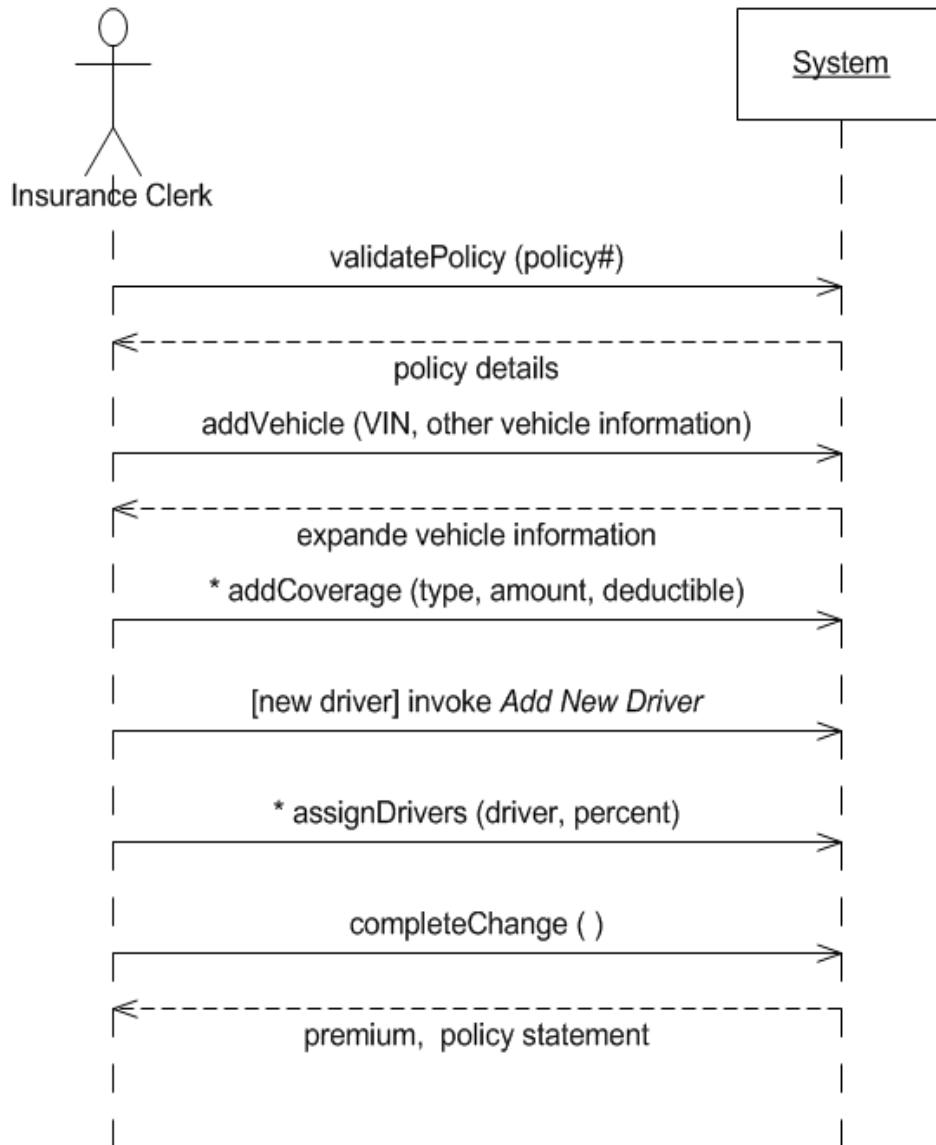 System
Insurance Clerk
validatePolicy (policy#)
policy details
addVehicle (VIN, other vehicle information)
expande vehicle information
* addCoverage (type, amount, deductible)
[new driver] invoke Add New Driver
* assignDrivers (driver, percent)
completeChange ( )
premium,  policy statement